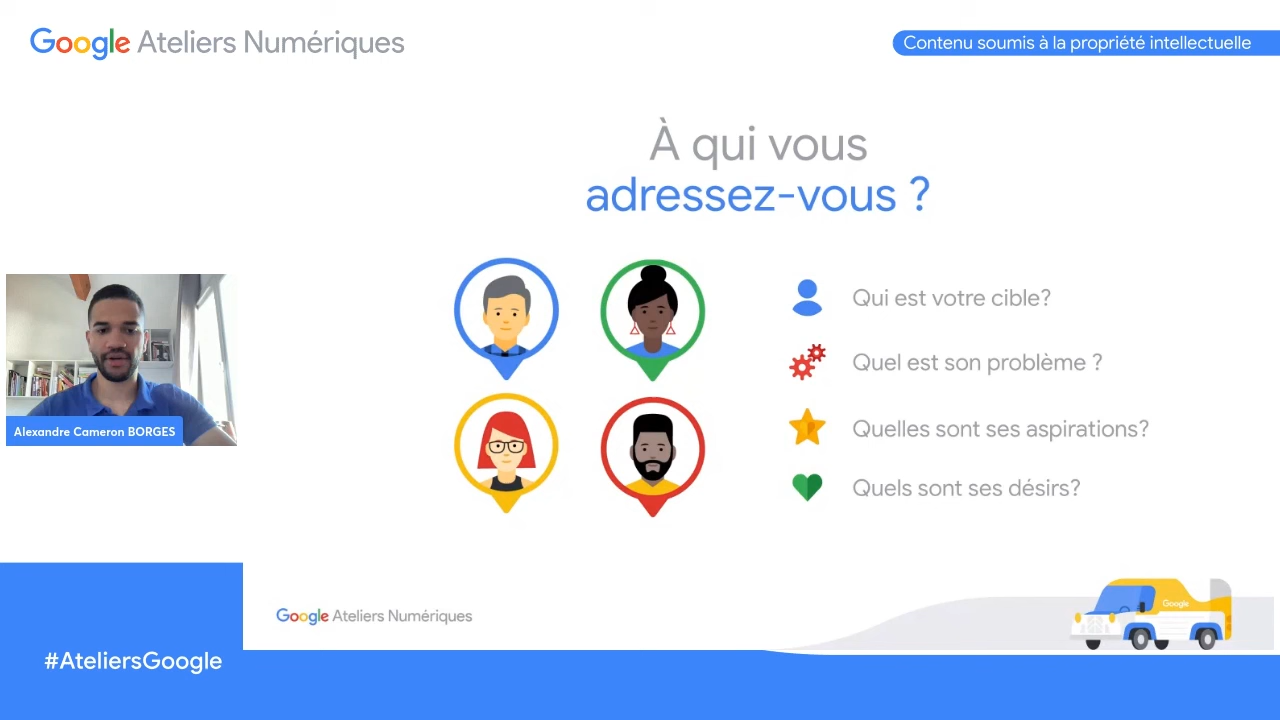 Google Ateliers Numériques
Contenu soumis à la propriété intellectuelle
À qui vous
adressez-vous ?
Qui est votre cible?
Quel est son problème ?
Quelles sont ses aspirations?
Quels sont ses désirs?
Alexandre Cameron BORGES
Google
Google Ateliers Numériques
#AteliersGoogle